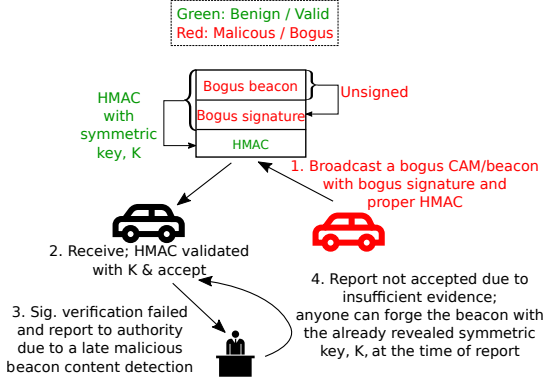 Green: Benign / Valid
Red: Malicous / Bogus
Bogus beacon
Bogus signature
HMAC
Unsigned
HMAC
with
symmetric
key, K
1. Broadcast a bogus CAM/beacon
with bogus signature and
proper HMAC
2. Receive; HMAC validated
with K & accept
3. Sig. verification failed
and report to authority
due to a late malicious
beacon content detection
4. Report not accepted due to
insufficient evidence;
anyone can forge the beacon with
the already revealed symmetric
key, K, at the time of report